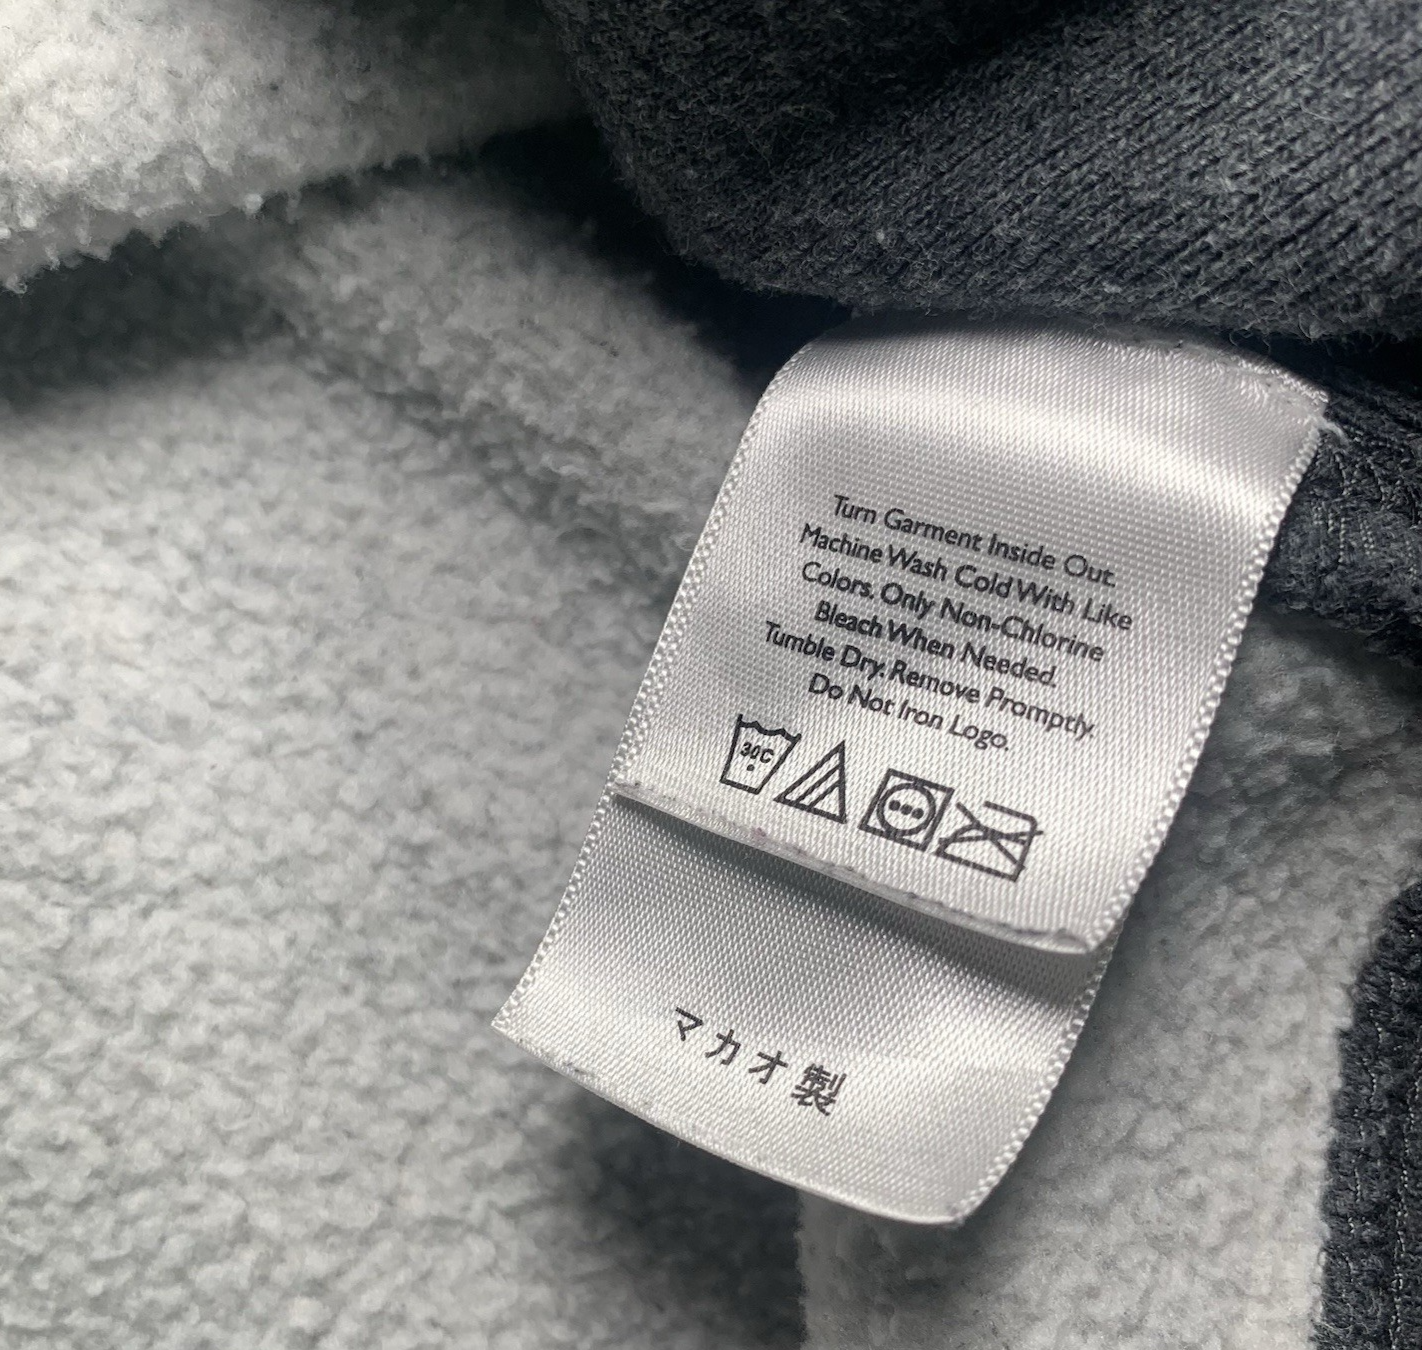 Turn Garment Inside Out.
Machine Wash Cold With Like
Colors. Only Non-Chlorine
Bleach When Needed.
Tumble Dry. Remove Promptly.
Do Not Iron Logo.
30C
マカオ製